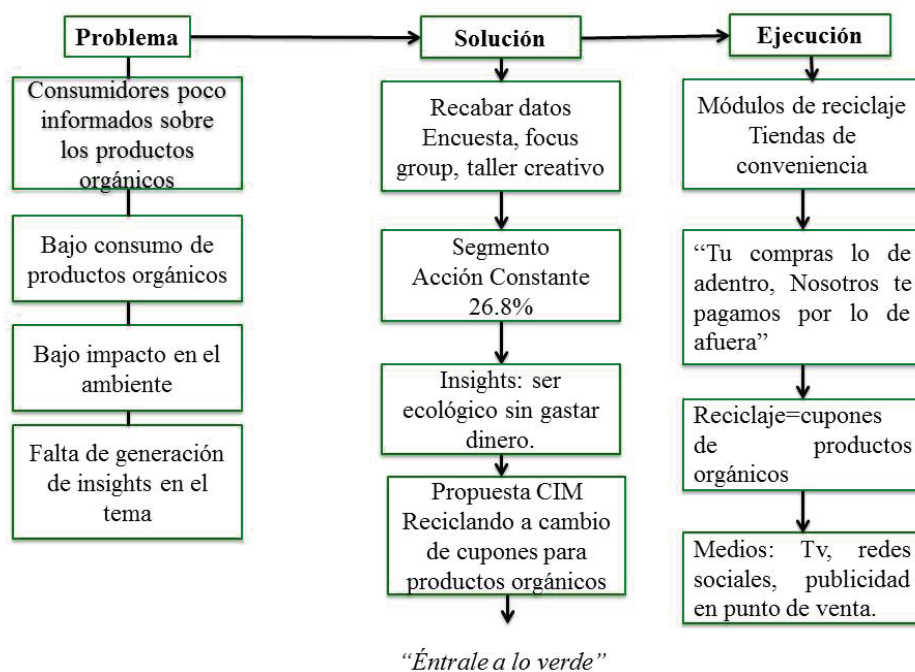 Problema
Consumidores poco
informados sobre
los productos
orgánicos
Bajo consumo de
productos orgánicos
Bajo impacto en el
ambiente
Falta de generación
de insights en el
tema
Solución
Recabar datos
Encuesta, focus
group, taller creativo
Segmento
Acción Constante
26.8%
Insights: ser
ecológico sin gastar
dinero.
Propuesta CIM
Reciclando a cambio
de cupones para
productos orgánicos
“Éntrale a lo verde”
Ejecución
Módulos de reciclaje
Tiendas de
conveniencia
“Tu compras lo de
adentro, Nosotros te
pagamos por lo de
afuera”
Reciclaje=cupones
de productos
orgánicos
Medios: Tv, redes
sociales, publicidad
en punto de venta.